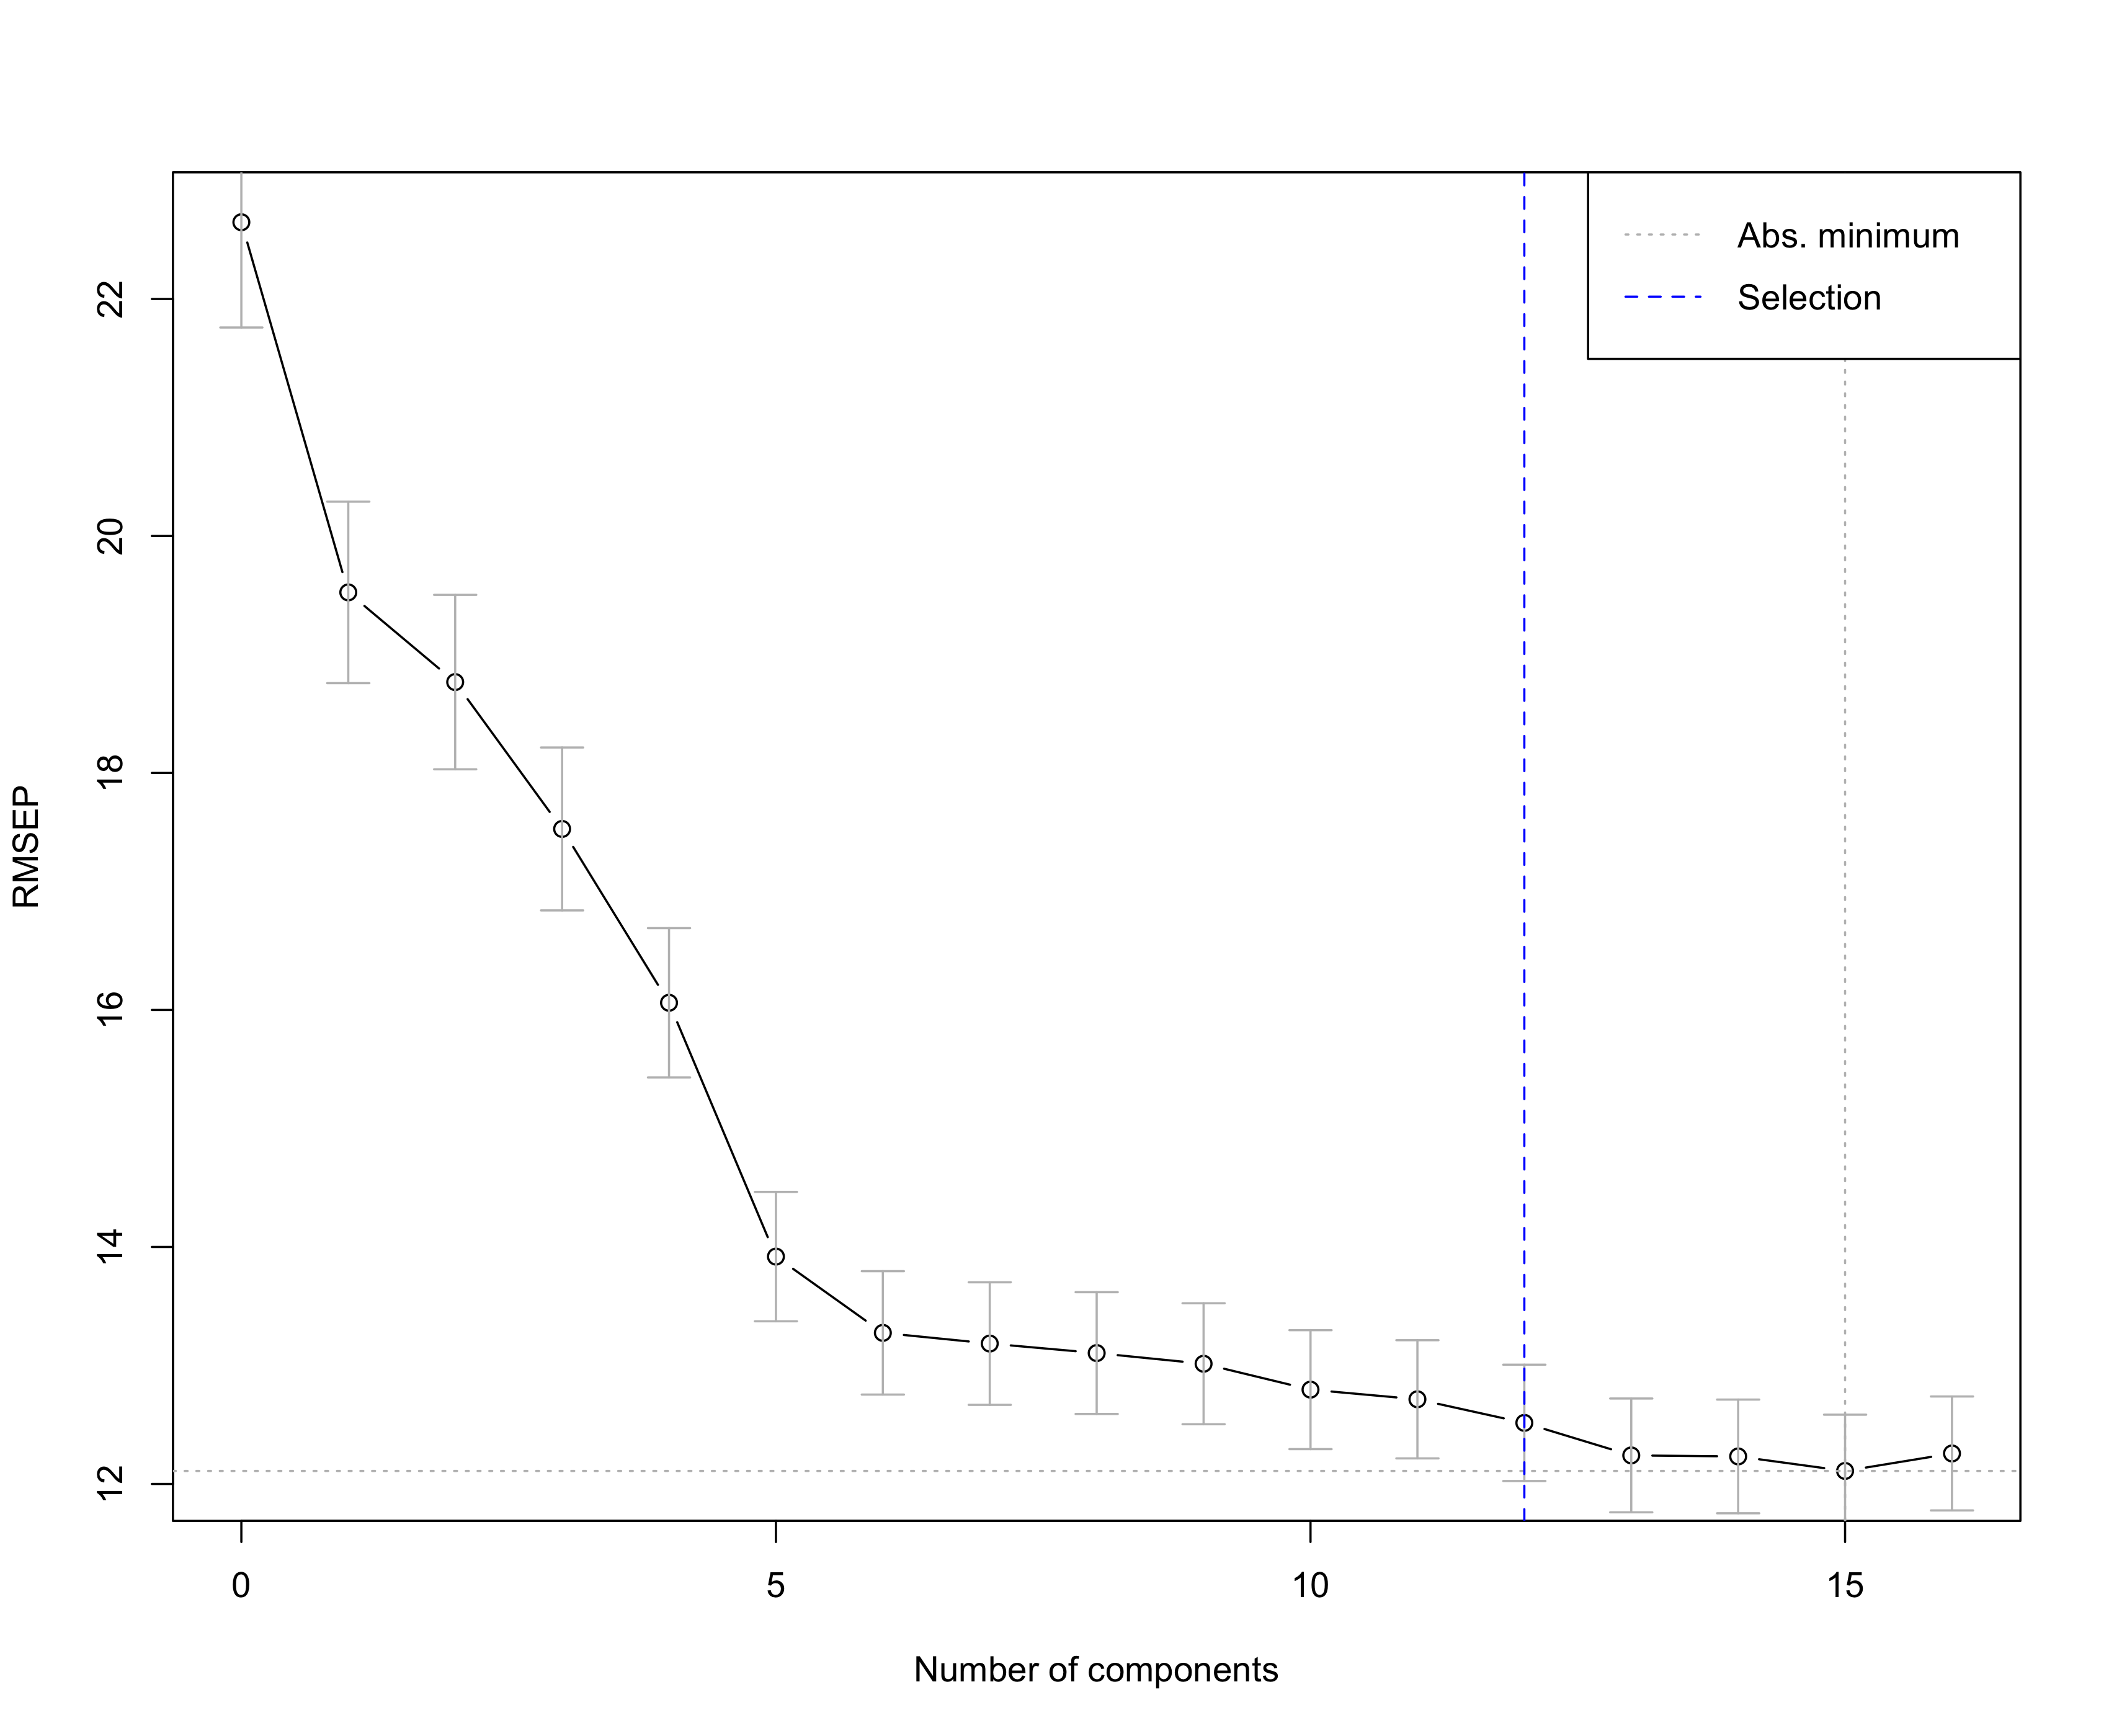 Abs. minimum
Selection
RMSEP
22
20
18
16
14
12
0 5 10 15
Number of components